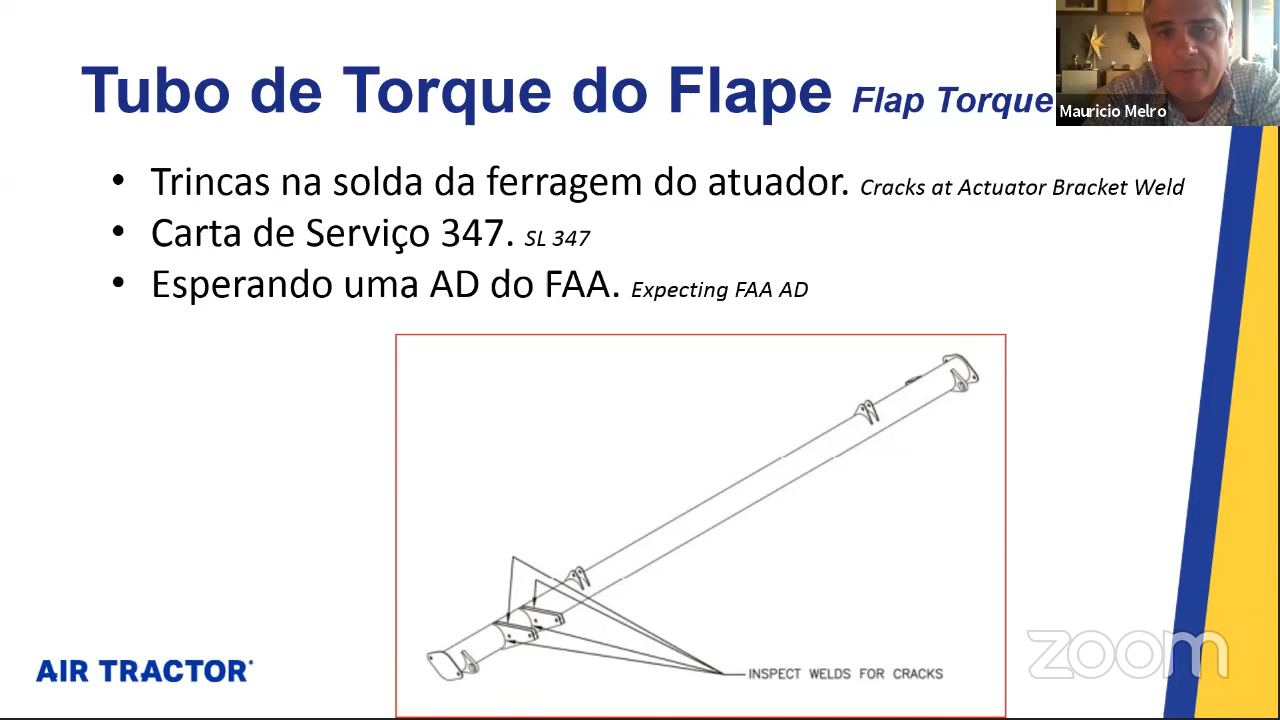 Tubo de Torque do Flape Flap Torque
Mauricio Melro
• Trincas na solda da ferragem do atuador. Cracks at Actuator Bracket Weld
• Carta de Serviço 347. SL 347
• Esperando uma AD do FAA. Expecting FAA AD
INSPECT WELDS FOR CRACKS
AIR TRACTOR
zoom